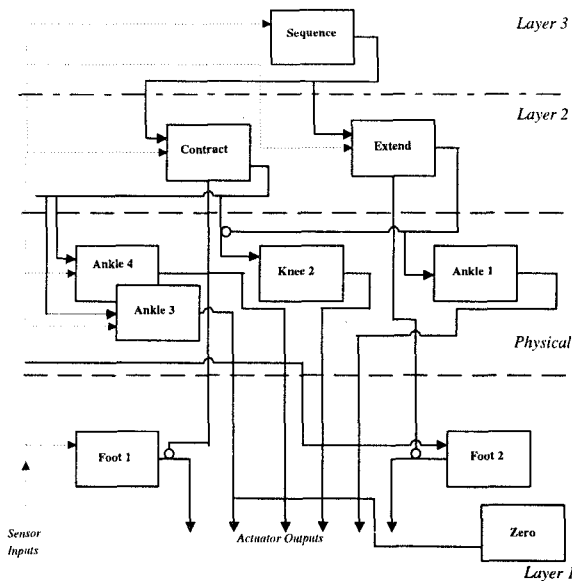 Sequence
Layer 3
Layer 2
Contract
Extend
Ankle 4
Knee 2
Ankle 1
Ankle 3
Physical
Foot 1
Foot 2
Sensor
Inputs
Actuator Outputs
Zero
Layer 1